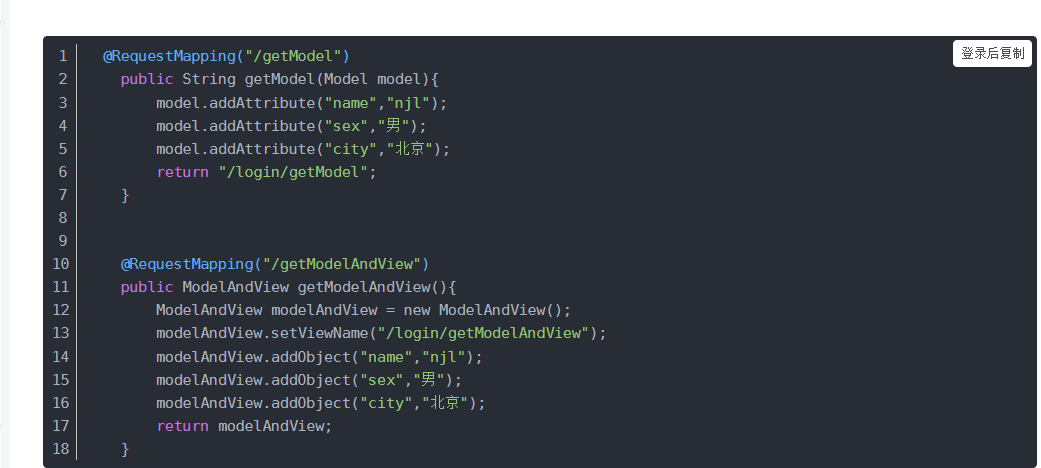 登录后复制
1 @RequestMapping("/getModel")
2 public String getModel(Model model){
3 model.addAttribute("name","njl");
4 model.addAttribute("sex","男");
5 model.addAttribute("city","北京");
6 return "/login/getModel";
7 }
8
9
10 @RequestMapping("/getModelAndView")
11 public ModelAndView getModelAndView(){
12 ModelAndView modelAndView = new ModelAndView();
13 modelAndView.setViewName("/login/getModelAndView");
14 modelAndView.addObject("name","njl");
15 modelAndView.addObject("sex","男");
16 modelAndView.addObject("city","北京");
17 return modelAndView;
18 }